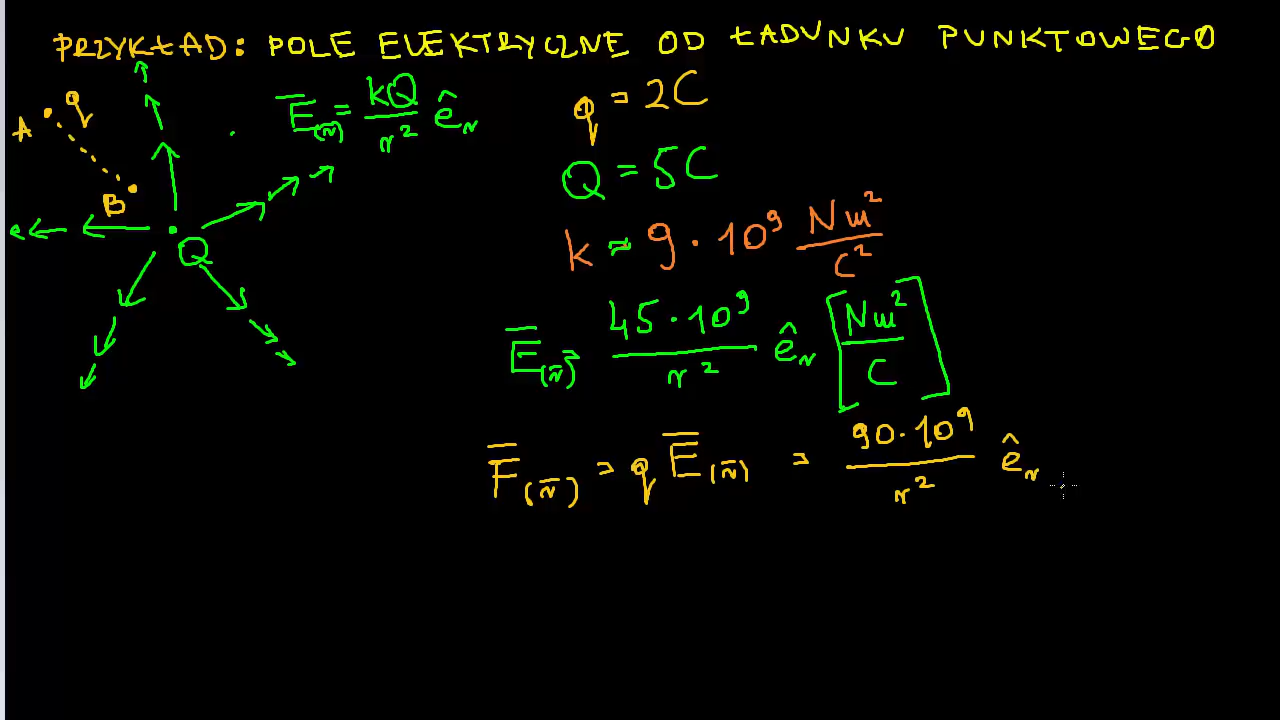 PRZYKŁAD: POLE ELEKTRYCZNE OD ŁADUNKU PUNKTOWEGO
A q
B
Q
E̅(r̅) = kQ/r² ê_r
q = 2C
Q = 5C
k = 9·10⁹ Nm²/C²
E̅(r̅) = 45·10⁹/r² ê_r [Nm²/C]
F̅(r̅) = q E̅(r̅) = 90·10⁹/r² ê_r